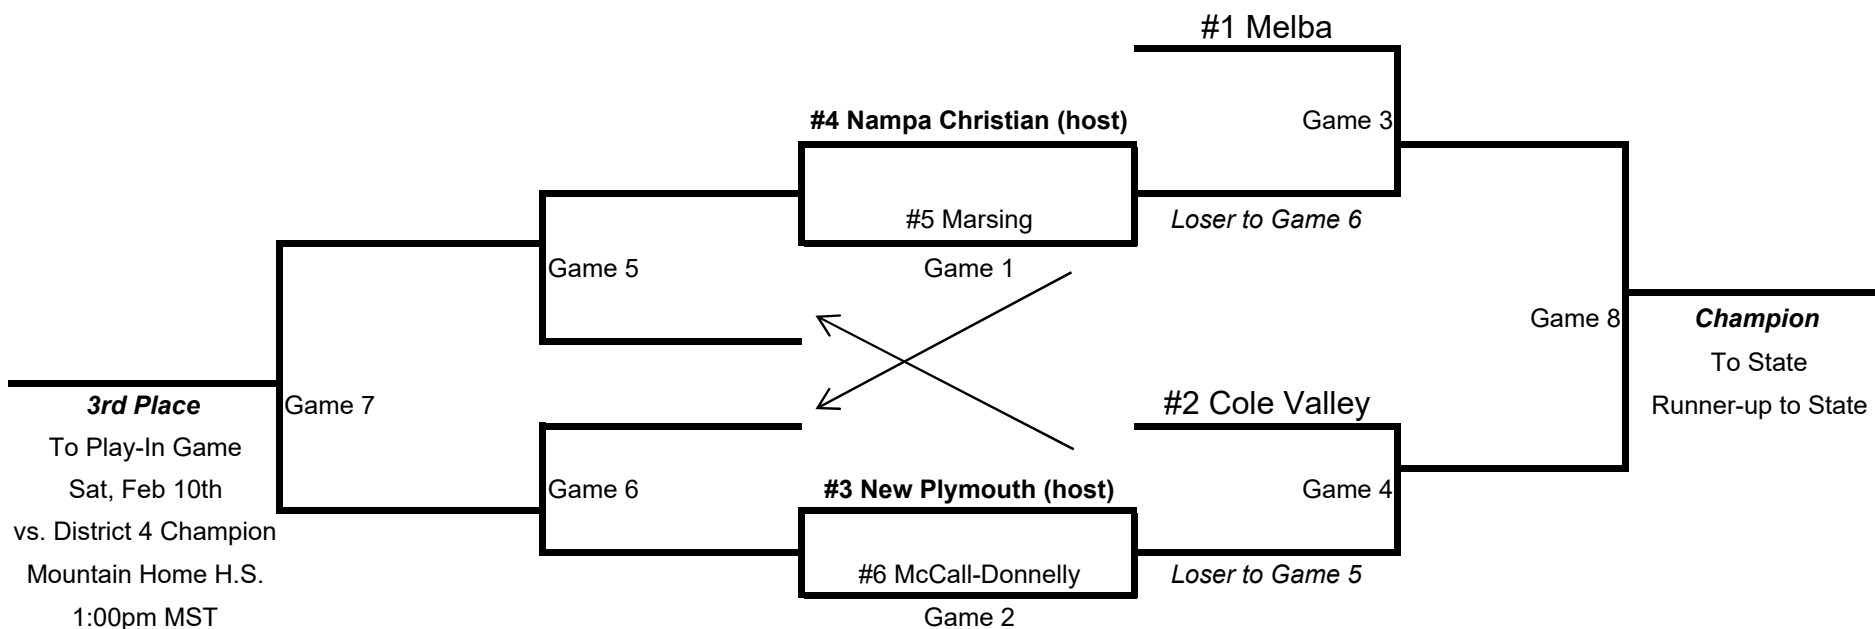 #1 Melba
#4 Nampa Christian (host)
Game 3
#5 Marsing
Loser to Game 6
Game 5
Game 1
Game 8
Champion
To State
Runner-up to State
3rd Place
Game 7
#2 Cole Valley
To Play-In Game
Sat, Feb 10th
Game 6
#3 New Plymouth (host)
Game 4
vs. District 4 Champion
Mountain Home H.S.
#6 McCall-Donnelly
Loser to Game 5
1:00pm MST
Game 2